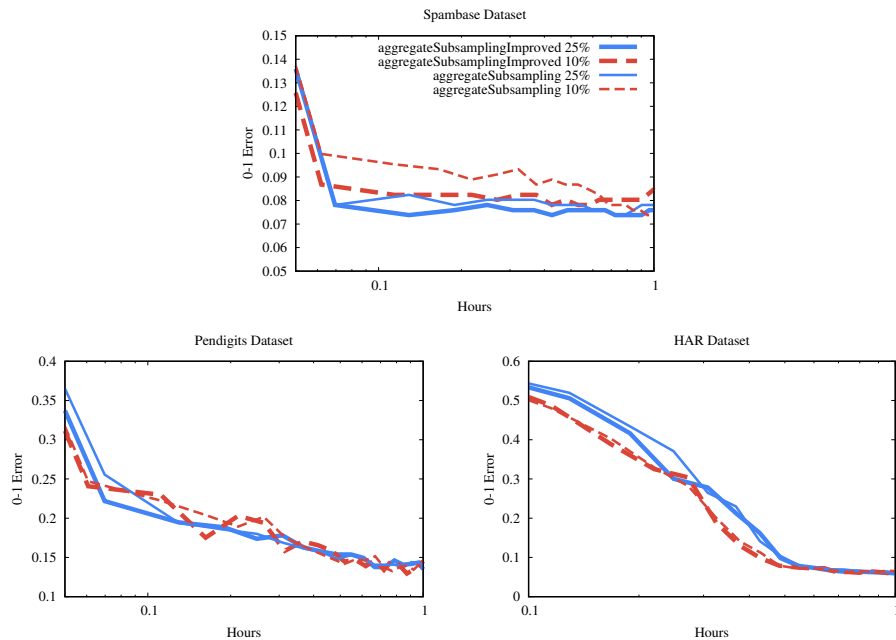 Spambase Dataset
0.15
0.14
0.13
0.12
0.11
0.1
0.09
0.08
0.07
0.06
0.05
0-1 Error
aggregateSubsamplingImproved 25%
aggregateSubsamplingImproved 10%
aggregateSubsampling 25%
aggregateSubsampling 10%
0.1
1
Hours
Pendigits Dataset
0.4
0.35
0.3
0.25
0.2
0.15
0.1
0-1 Error
0.1
1
Hours
HAR Dataset
0.6
0.5
0.4
0.3
0.2
0.1
0
0-1 Error
0.1
1
Hours